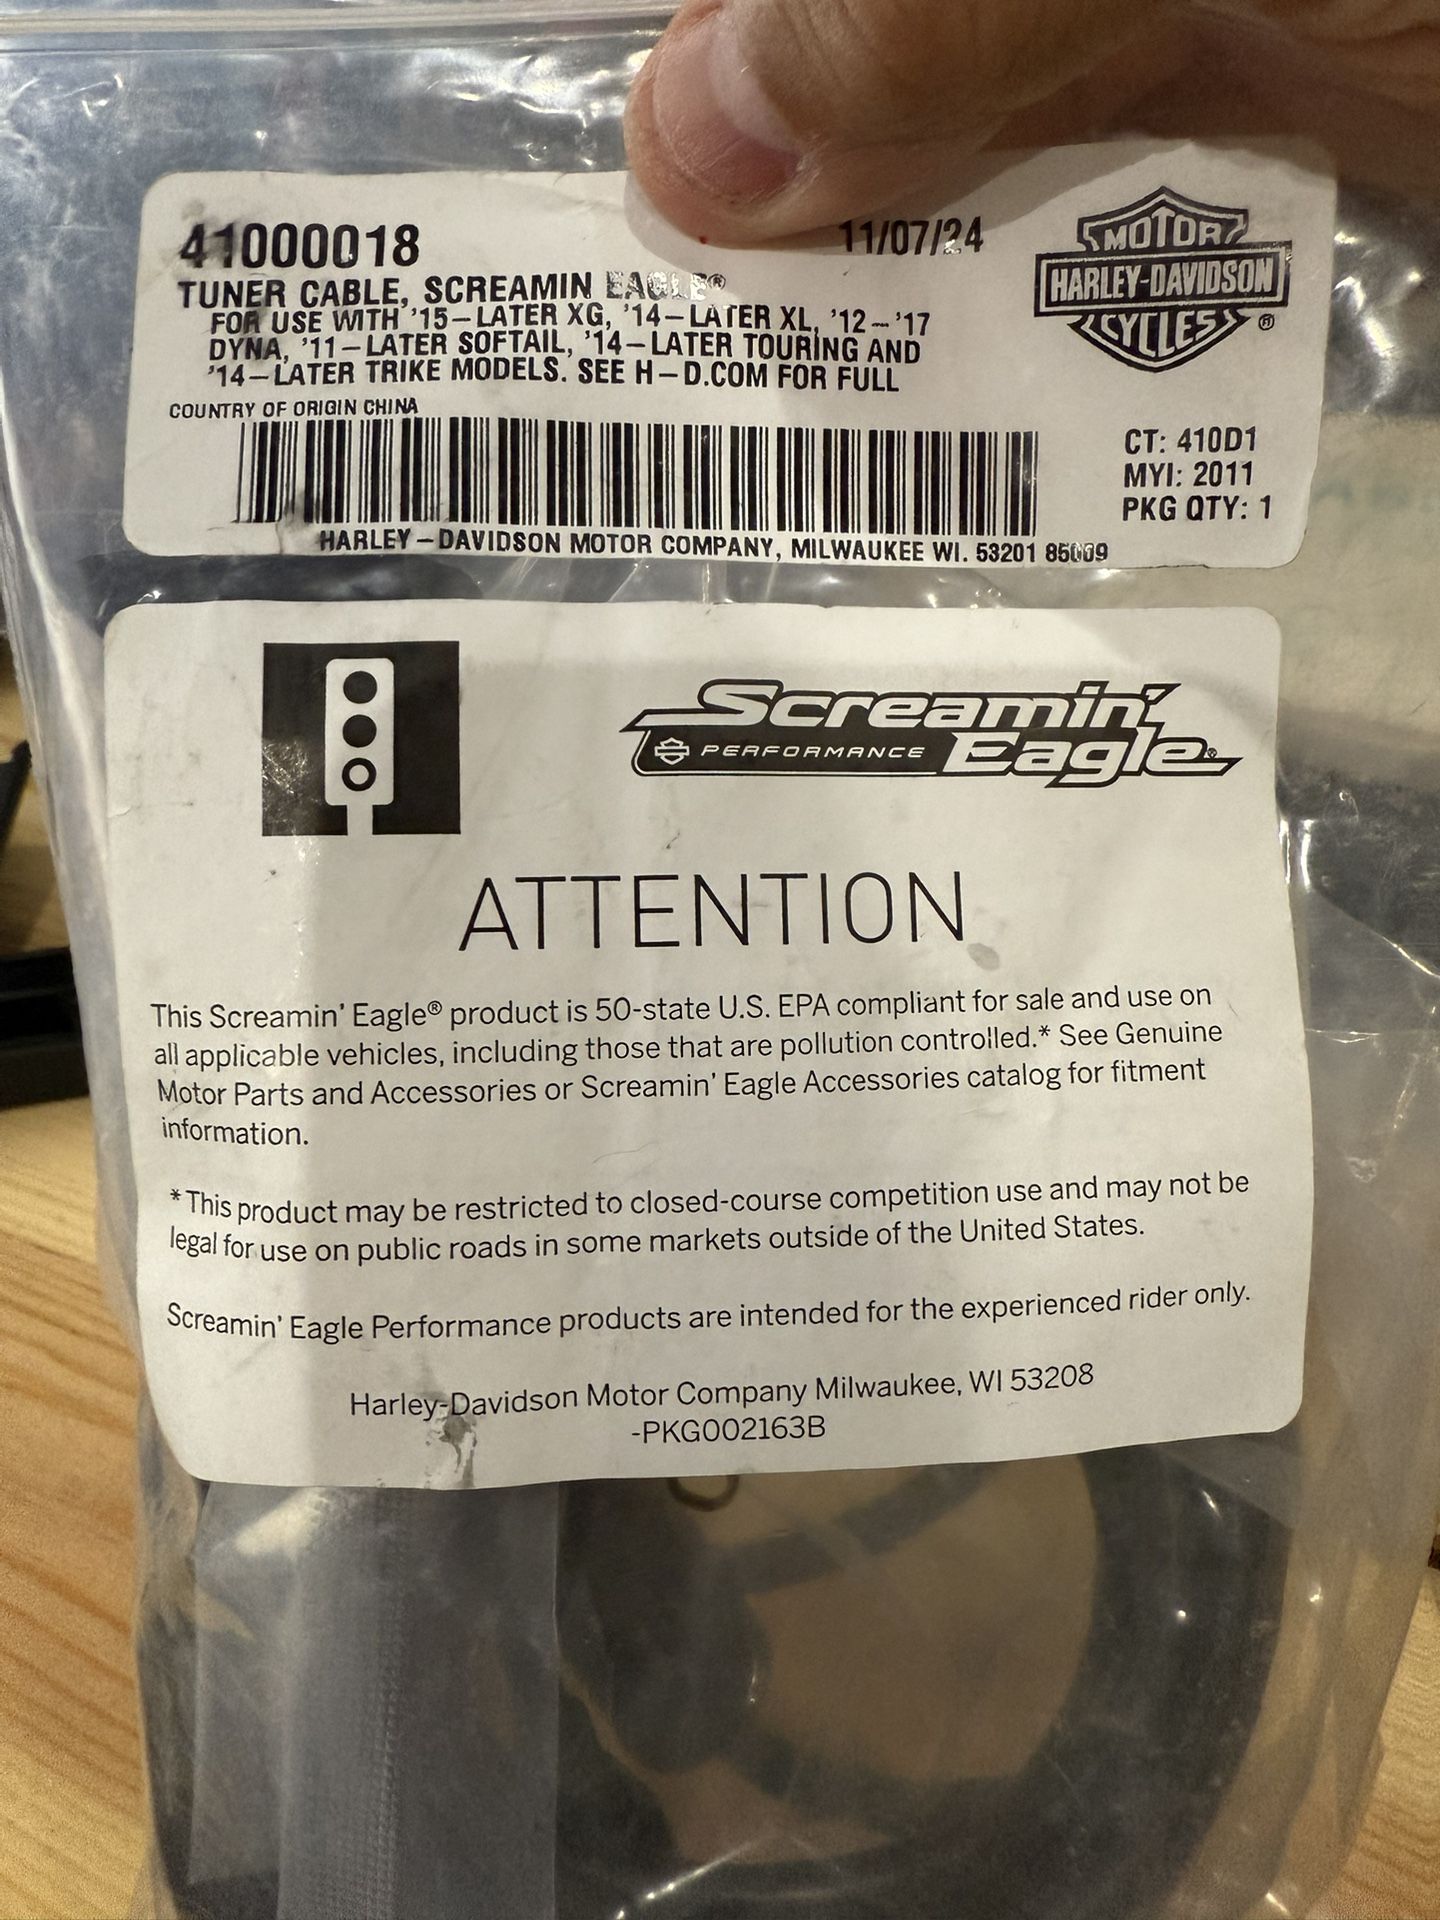 41000018
11/07/24
TUNER CABLE, SCREAMIN EAGLE®
FOR USE WITH '15-LATER XG, '14-LATER XL, '12-'17
DYNA, '11-LATER SOFTAIL, '14-LATER TOURING AND
'14-LATER TRIKE MODELS. SEE H-D.COM FOR FULL
COUNTRY OF ORIGIN CHINA
MOTOR
HARLEY-DAVIDSON
CYCLES®
CT: 410D1
MYI: 2011
PKG QTY: 1
HARLEY-DAVIDSON MOTOR COMPANY, MILWAUKEE WI. 53201 85009
Screamin'
PERFORMANCE Eagle®
ATTENTION
This Screamin' Eagle® product is 50-state U.S. EPA compliant for sale and use on
all applicable vehicles, including those that are pollution controlled.* See Genuine
Motor Parts and Accessories or Screamin' Eagle Accessories catalog for fitment
information.
*This product may be restricted to closed-course competition use and may not be
legal for use on public roads in some markets outside of the United States.
Screamin' Eagle Performance products are intended for the experienced rider only.
Harley-Davidson Motor Company Milwaukee, WI 53208
-PKG002163B